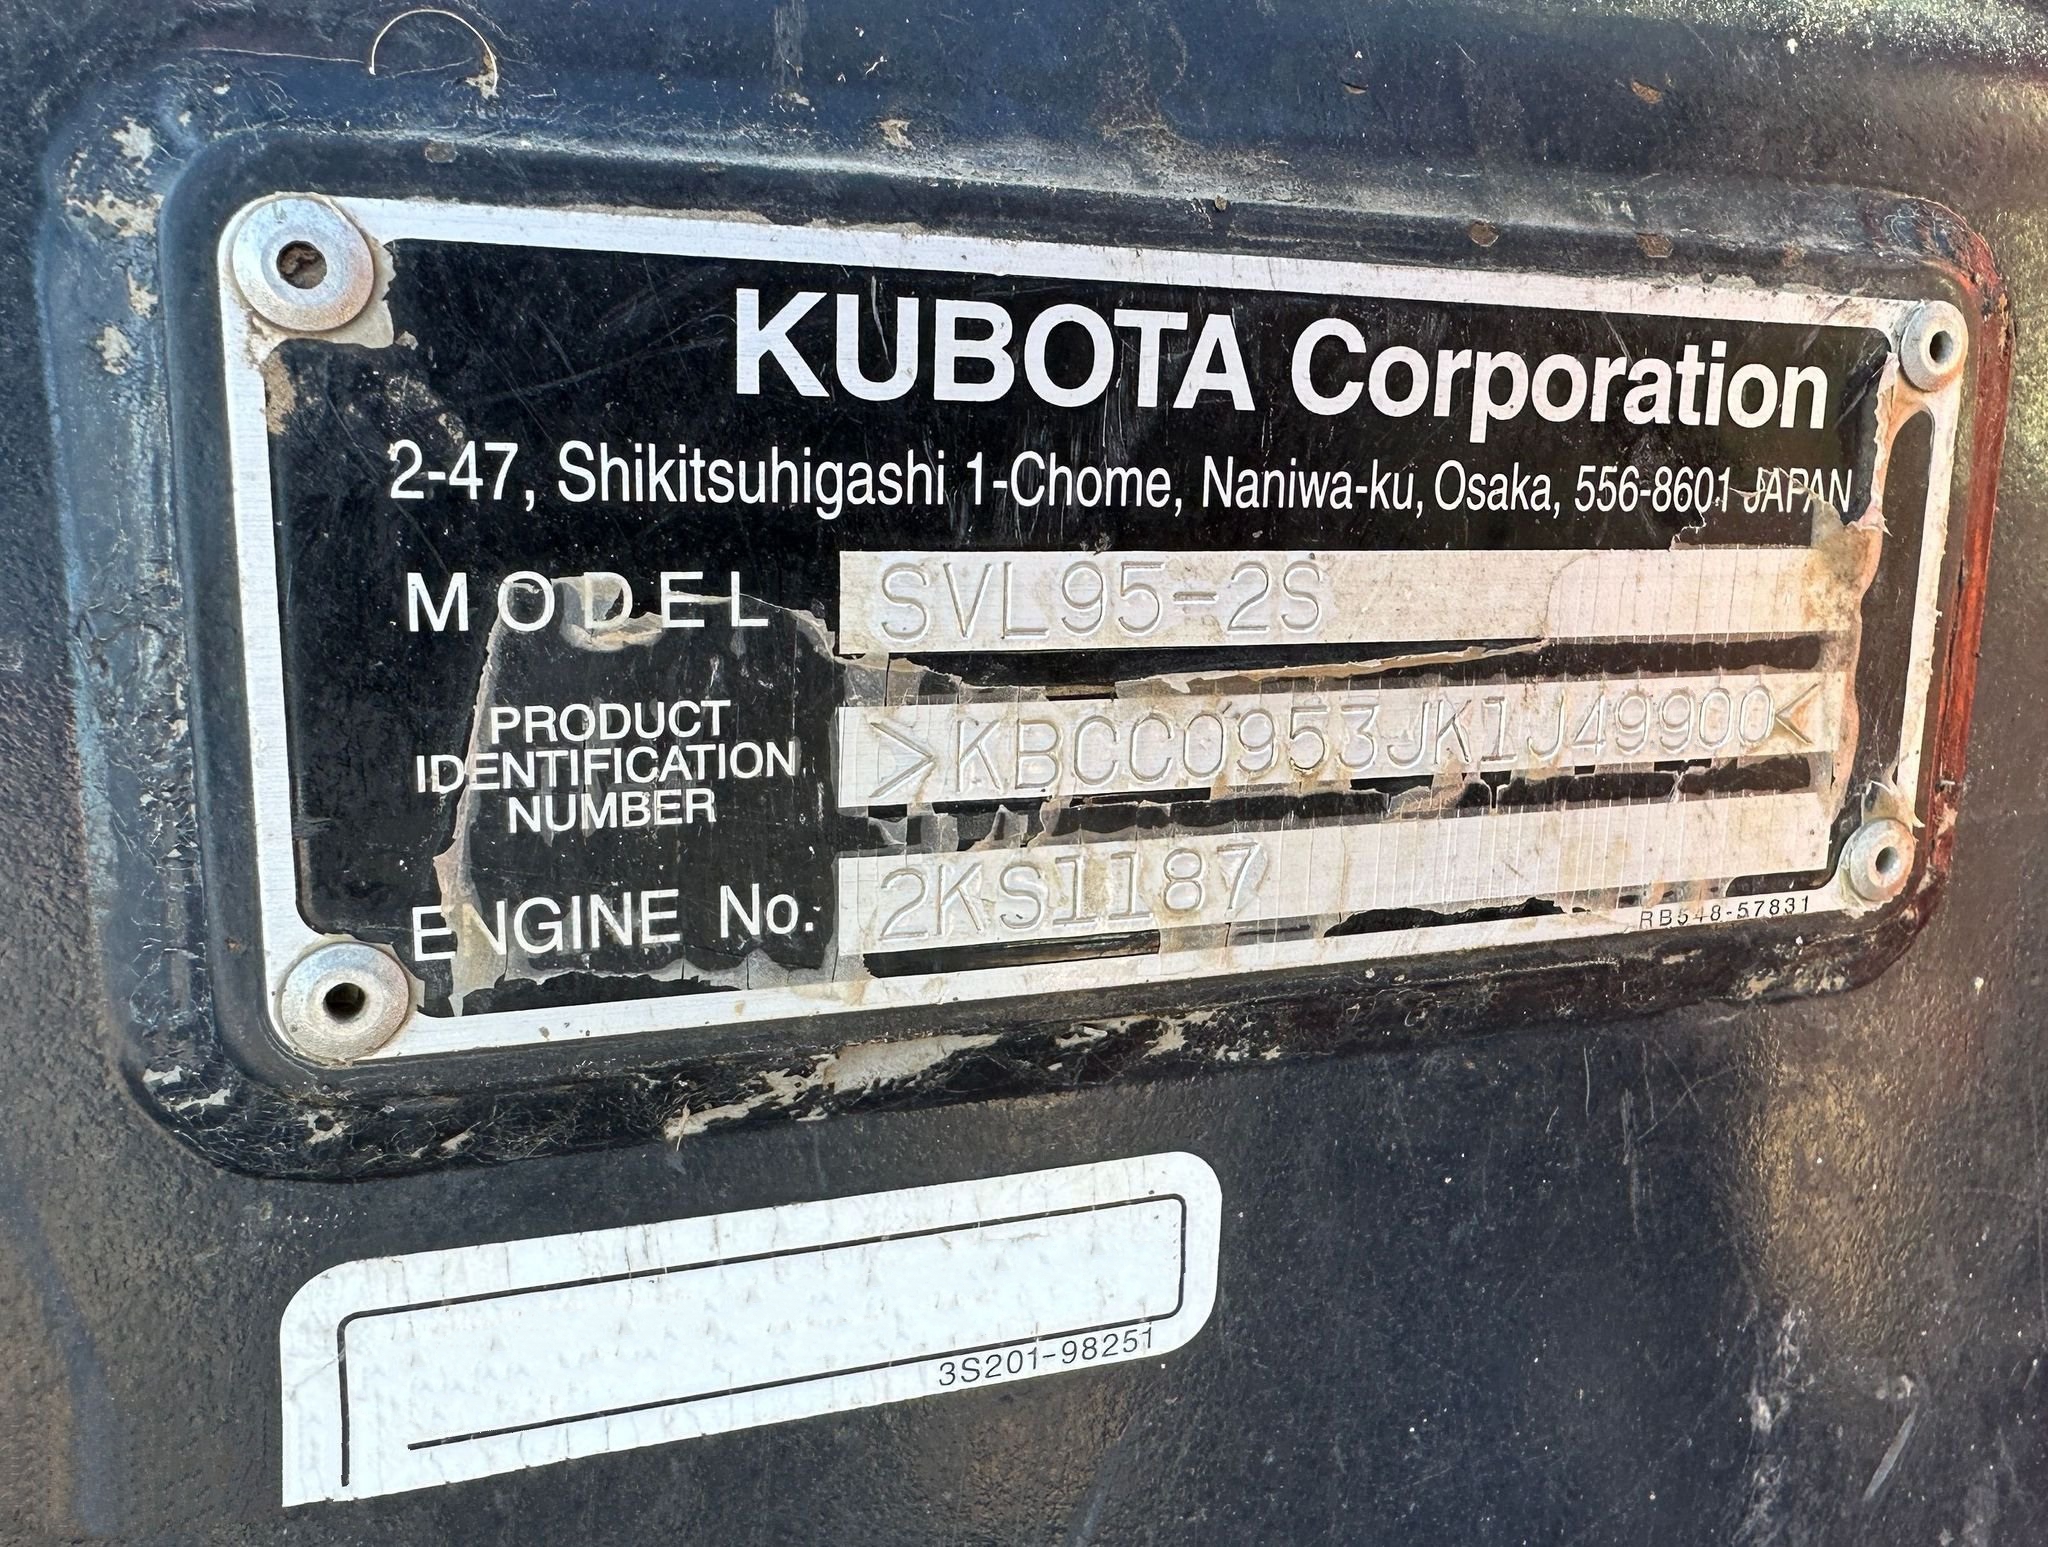 KUBOTA Corporation
2-47, Shikitsuhigashi 1-Chome, Naniwa-ku, Osaka, 556-8601 JAPAN
MODEL SVL95-2S
PRODUCT
IDENTIFICATION
NUMBER
>KBCC0953JK1J49900<
ENGINE No. 2KS1187
RB548-57831
3S201-98251